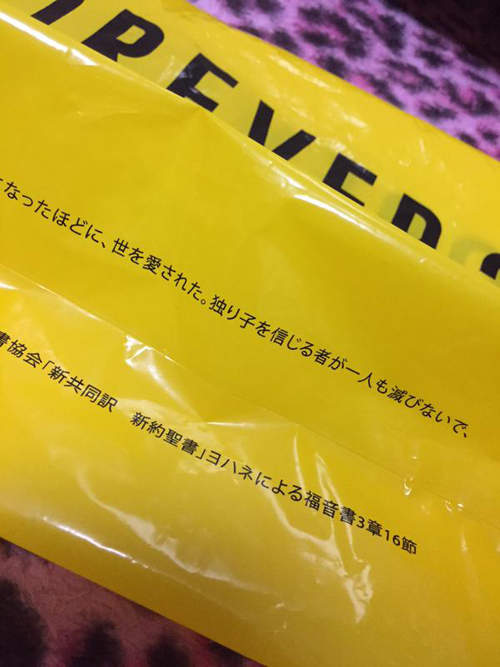 REVER
なったほどに、世を愛された。独り子を信じる者が一人も滅びないで、
書協会「新共同訳　新約聖書」ヨハネによる福音書3章16節